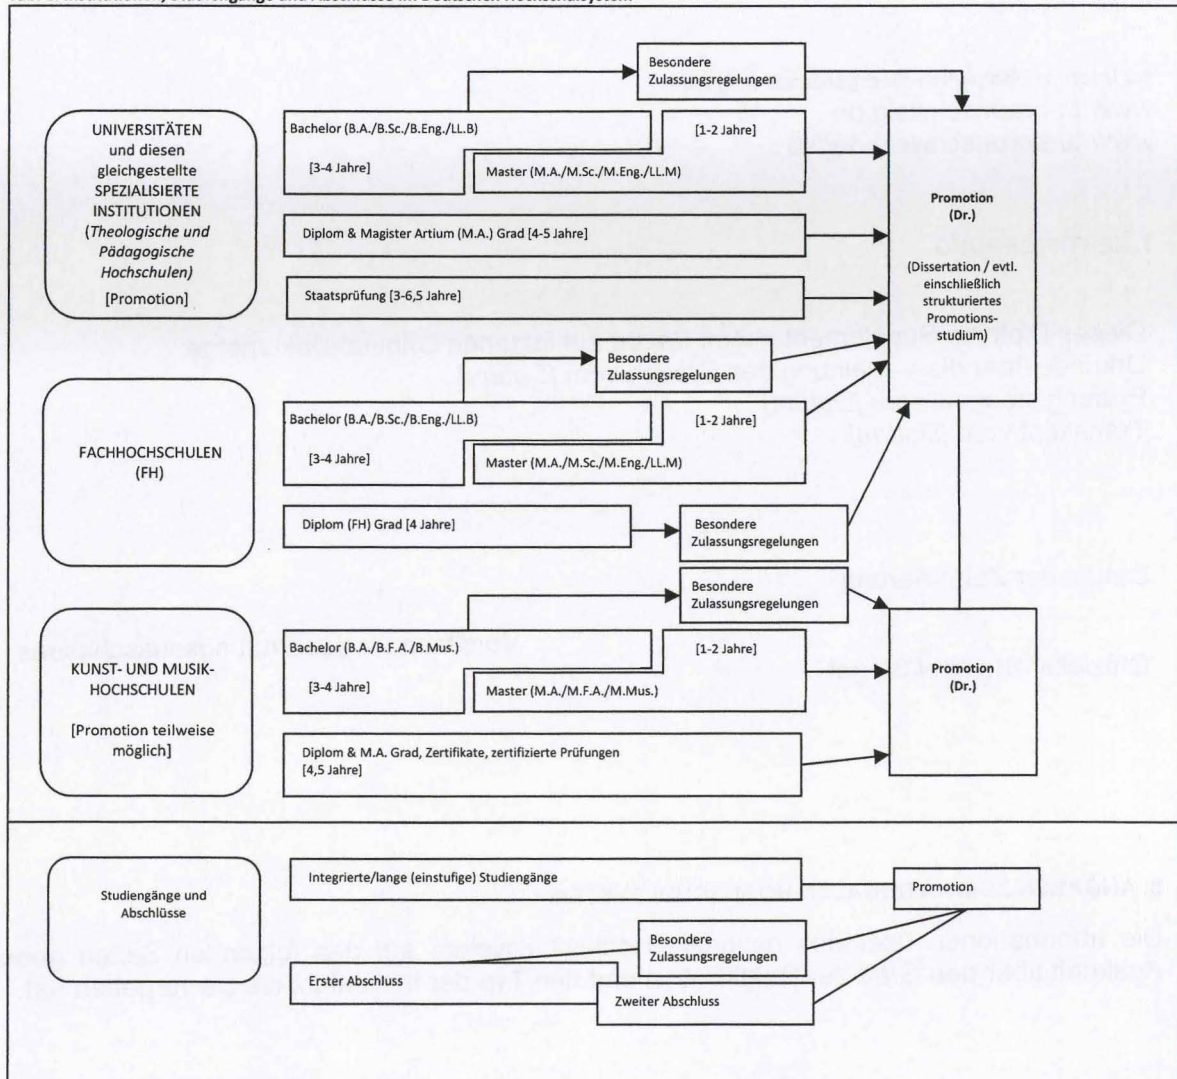 Besondere
Zulassungsregelungen
UNIVERSITÄTEN
und diesen
gleichgestellte
SPEZIALISIERTE
INSTITUTIONEN
(Theologische und
Pädagogische
Hochschulen)
[Promotion]
Bachelor (B.A./B.Sc./B.Eng./LL.B)
[3-4 Jahre]
[1-2 Jahre]
Master (M.A./M.Sc./M.Eng./LL.M)
Diplom & Magister Artium (M.A.) Grad [4-5 Jahre]
Staatsprüfung [3-6,5 Jahre]
Promotion
(Dr.)
(Dissertation / evtl.
einschließlich
strukturiertes
Promotions-
studium)
Besondere
Zulassungsregelungen
FACHHOCHSCHULEN
(FH)
Bachelor (B.A./B.Sc./B.Eng./LL.B)
[3-4 Jahre]
[1-2 Jahre]
Master (M.A./M.Sc./M.Eng./LL.M)
Diplom (FH) Grad [4 Jahre]
Besondere
Zulassungsregelungen
Besondere
Zulassungsregelungen
KUNST- UND MUSIK-
HOCHSCHULEN
[Promotion teilweise
möglich]
Bachelor (B.A./B.F.A./B.Mus.)
[3-4 Jahre]
[1-2 Jahre]
Master (M.A./M.F.A./M.Mus.)
Diplom & M.A. Grad, Zertifikate, zertifizierte Prüfungen
[4,5 Jahre]
Promotion
(Dr.)
Studiengänge und
Abschlüsse
Integrierte/lange (einstufige) Studiengänge
Promotion
Besondere
Zulassungsregelungen
Erster Abschluss
Zweiter Abschluss